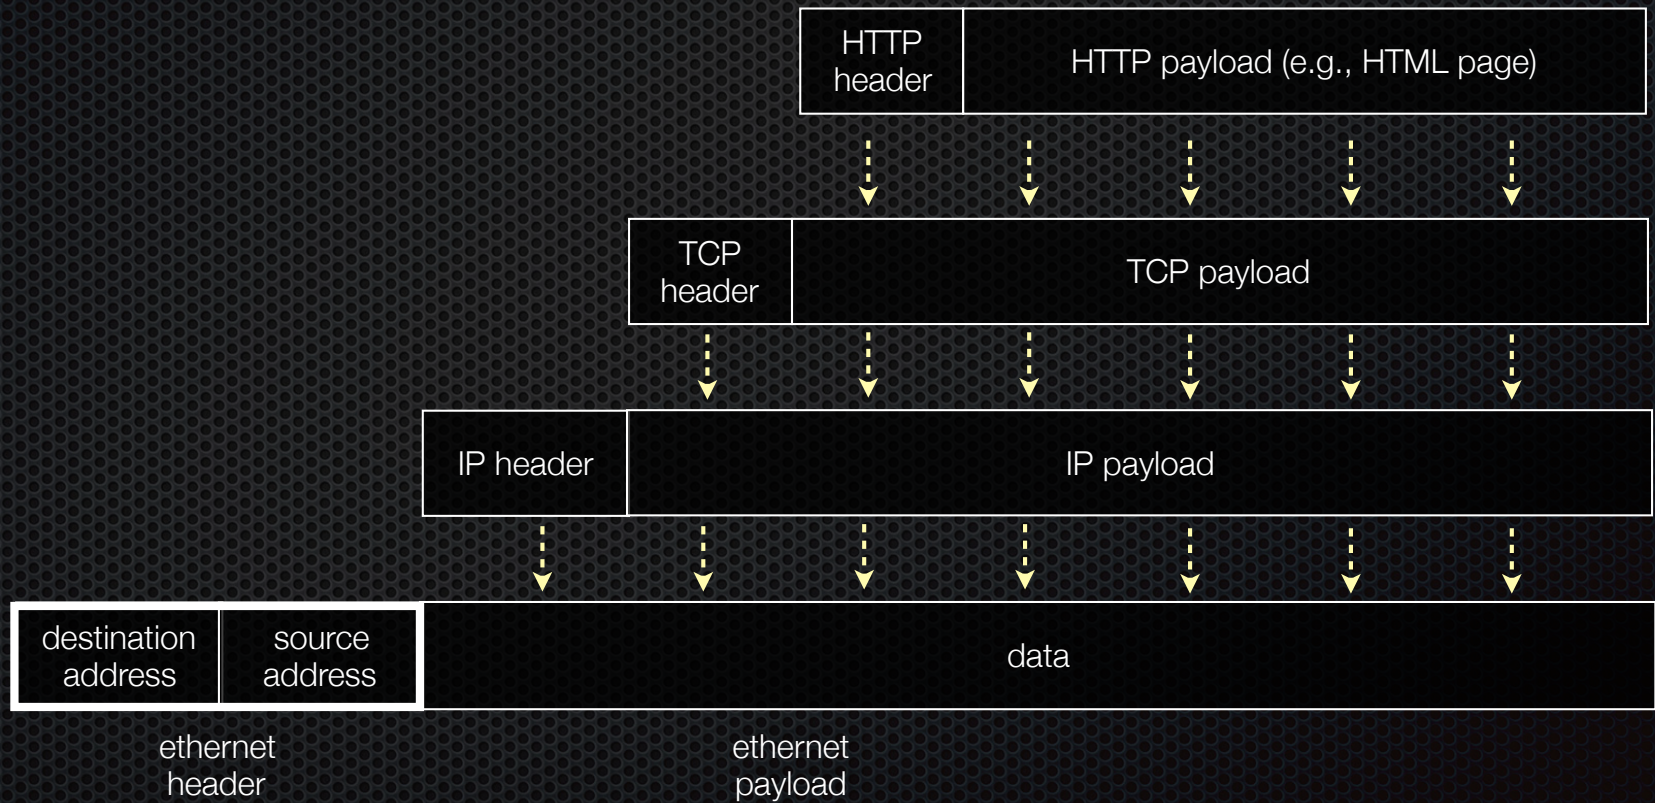 HTTP
header
HTTP payload (e.g., HTML page)
TCP
header
TCP payload
IP header
IP payload
destination
address
source
address
data
ethernet
header
ethernet
payload